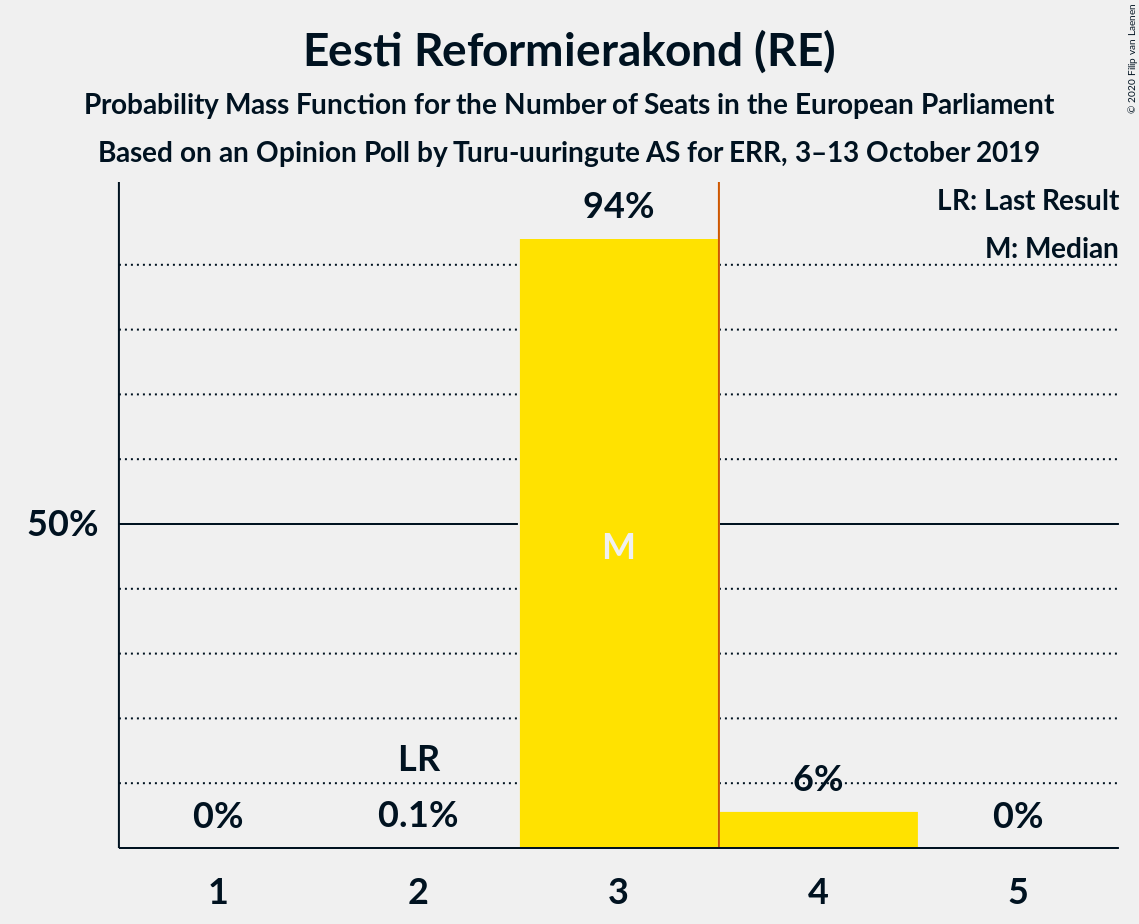 Eesti Reformierakond (RE)
Probability Mass Function for the Number of Seats in the European Parliament
Based on an Opinion Poll by Turu-uuringute AS for ERR, 3–13 October 2019
© 2020 Filip van Laenen
LR: Last Result
M: Median
94%
50%
M
LR
0%
0.1%
6%
0%
1
2
3
4
5